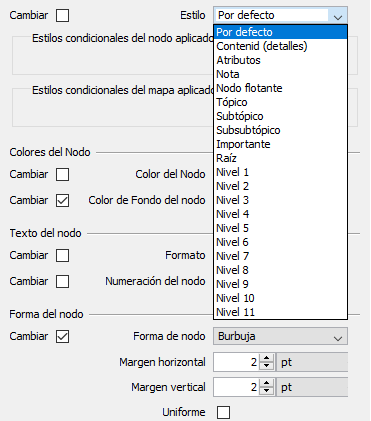 Cambiar Estilo Por defecto
Estilos condicionales del nodo aplicado
Estilos condicionales del mapa aplicado
Por defecto
Contenid (detalles)
Atributos
Nota
Nodo flotante
Tópico
Subtópico
Subsubtópico
Importante
Raíz
Nivel 1
Nivel 2
Nivel 3
Nivel 4
Nivel 5
Nivel 6
Nivel 7
Nivel 8
Nivel 9
Nivel 10
Nivel 11
Colores del Nodo
Cambiar Color del Nodo
Cambiar Color de Fondo del nodo
Texto del nodo
Cambiar Formato
Cambiar Numeración del nodo
Forma del nodo
Cambiar Forma de nodo Burbuja
Margen horizontal 2 pt
Margen vertical 2 pt
Uniforme